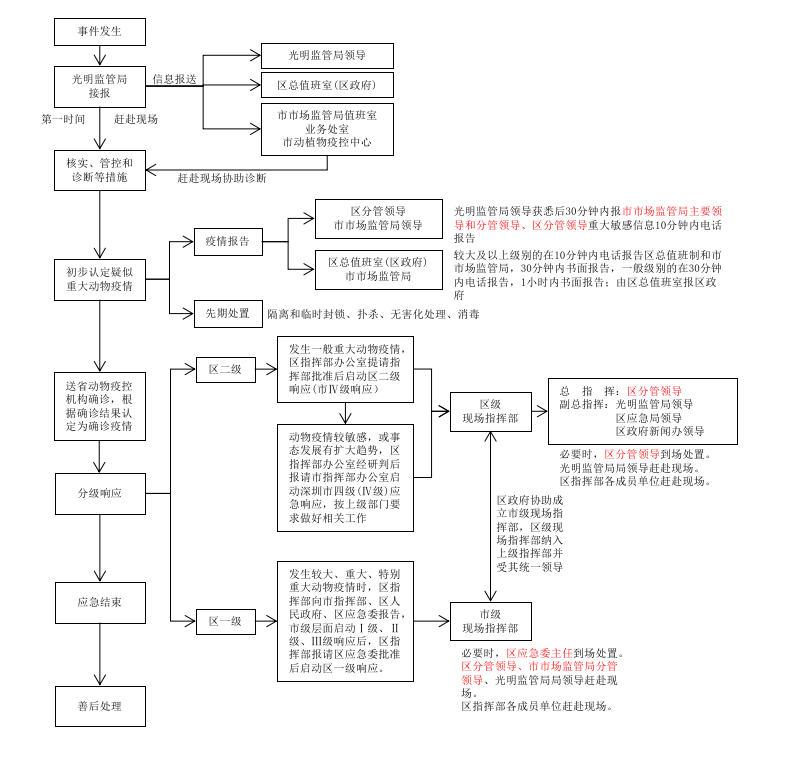 事件发生
光明监管局
接报
信息报送
光明监管局领导
区总值班室(区政府)
市市场监管局值班室
业务处室
市动植物疫控中心
第一时间
赶赴现场
核实、管控和
诊断等措施
赶赴现场协助诊断
初步认定疑似
重大动物疫情
疫情报告
区分管领导
市市场监管局领导
光明监管局领导获悉后30分钟内报市市场监管局主要领
导和分管领导、区分管领导重大敏感信息10分钟内电话
报告
区总值班室(区政府)
市市场监管局
较大及以上级别的在10分钟内电话报告区总值班制和市
市场监管局，30分钟内书面报告，一般级别的在30分钟
内电话报告，1小时内书面报告；由区总值班室报区政
府
先期处置
隔离和临时封锁、扑杀、无害化处理、消毒
送省动物疫控
机构确诊，根
据确诊结果认
定为确诊疫情
区二级
发生一般重大动物疫情，
区指挥部办公室提请指
挥部批准后启动区二级
响应(市Ⅳ级响应）
动物疫情较敏感，或事
态发展有扩大趋势，区
指挥部办公室经研判后
报请市指挥部办公室启
动深圳市四级(Ⅳ级)应
急响应，按上级部门要
求做好相关工作
区级
现场指挥部
总 指 挥：区分管领导
副总指挥：光明监管局领导
区应急局领导
区政府新闻办领导
必要时，区分管领导到场处置。
光明监管局局领导赶赴现场。
区指挥部各成员单位赶赴现场。
分级响应
区政府协助成
立市级现场指
挥部，区级现
场指挥部纳入
上级指挥部并
受其统一领导
应急结束
区一级
发生较大、重大、特别
重大动物疫情时，区指
挥部向市指挥部、区人
民政府、区应急委报告，
市级层面启动Ⅰ级、Ⅱ
级、Ⅲ级响应后，区指
挥部报请区应急委批准
后启动区一级响应。
市级
现场指挥部
必要时，区应急委主任到场处置。
区分管领导、市市场监管局分管
领导、光明监管局局领导赶赴现
场。
区指挥部各成员单位赶赴现场。
善后处理